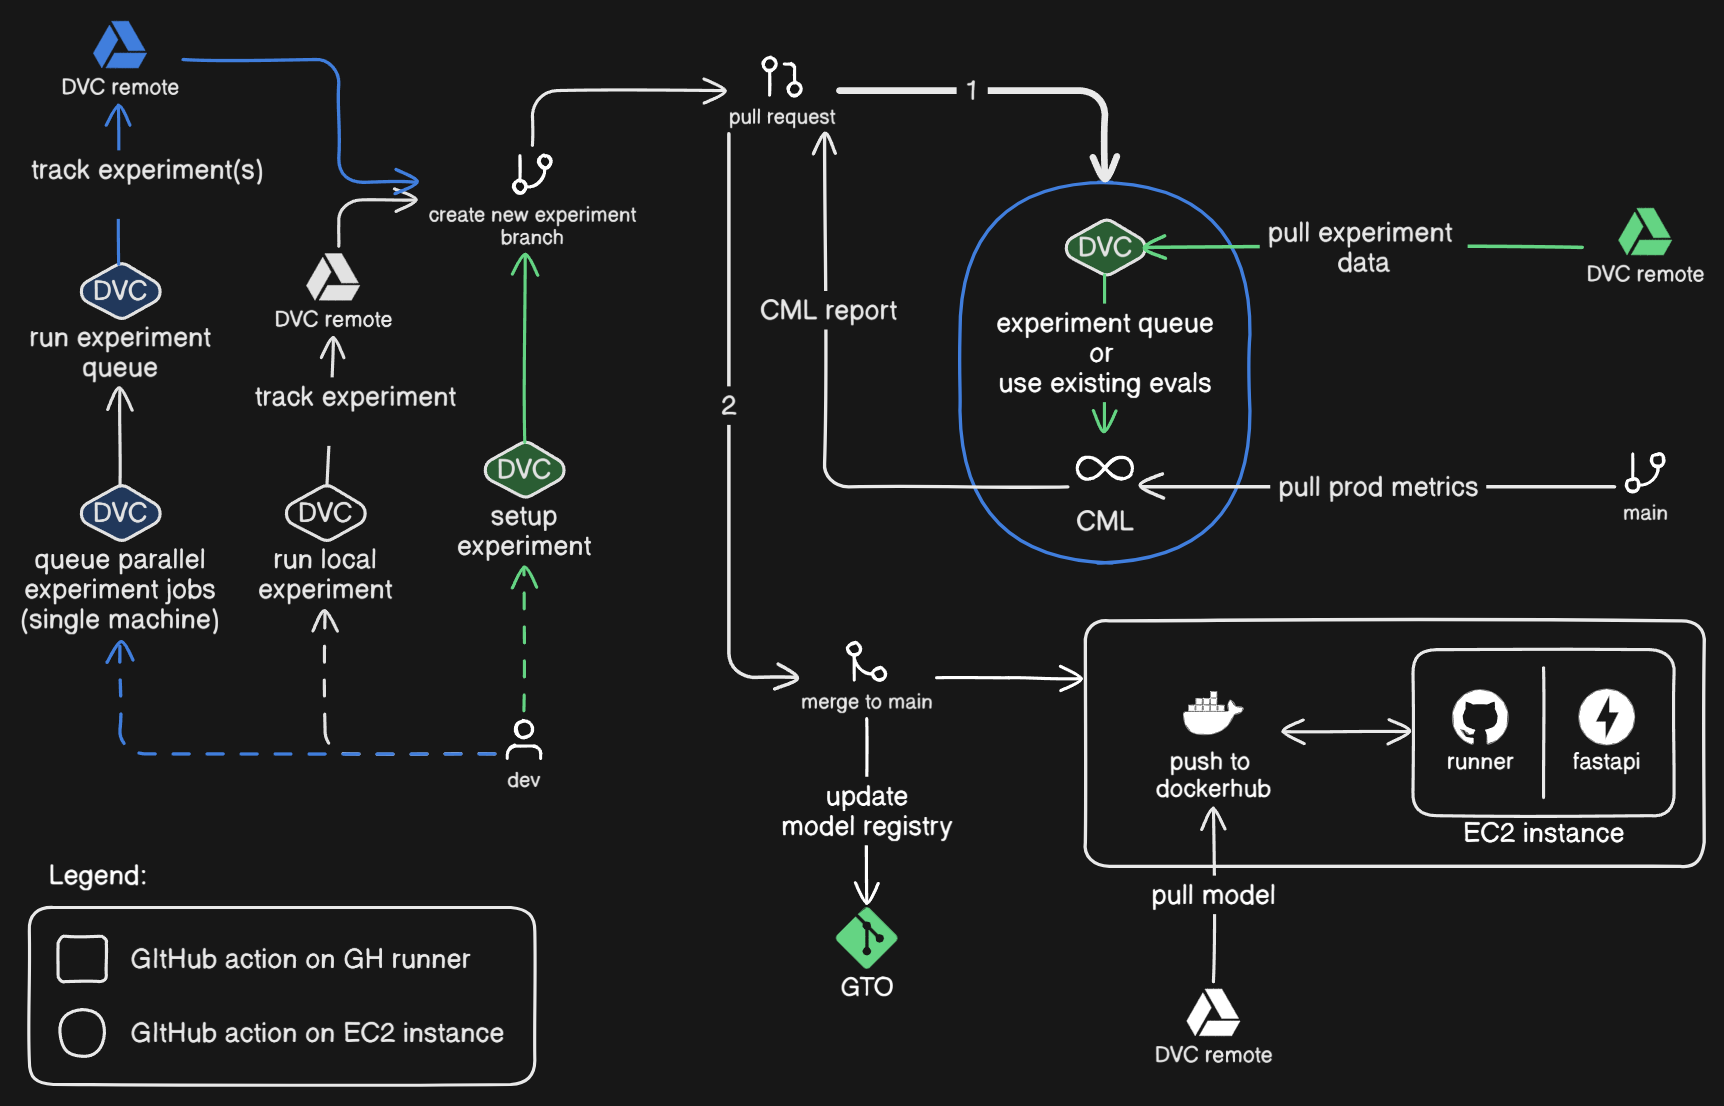 DVC remote
track experiment(s)
DVC
run experiment
queue
DVC
queue parallel
experiment jobs
(single machine)
DVC remote
track experiment
DVC
run local
experiment
create new experiment
branch
DVC
setup
experiment
dev
pull request
1
2
CML report
DVC
pull experiment
data
DVC remote
experiment queue
or
use existing evals
CML
pull prod metrics
main
merge to main
update
model registry
GTO
push to
dockerhub
runner
fastapi
EC2 instance
pull model
DVC remote
Legend:
GItHub action on GH runner
GItHub action on EC2 instance